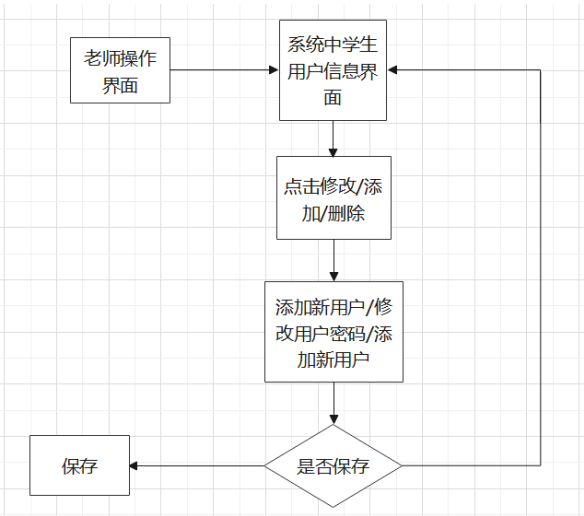 老师操作
界面
系统中学生
用户信息界
面
点击修改/添
加/删除
添加新用户/修
改用户密码/添
加新用户
是否保存
保存